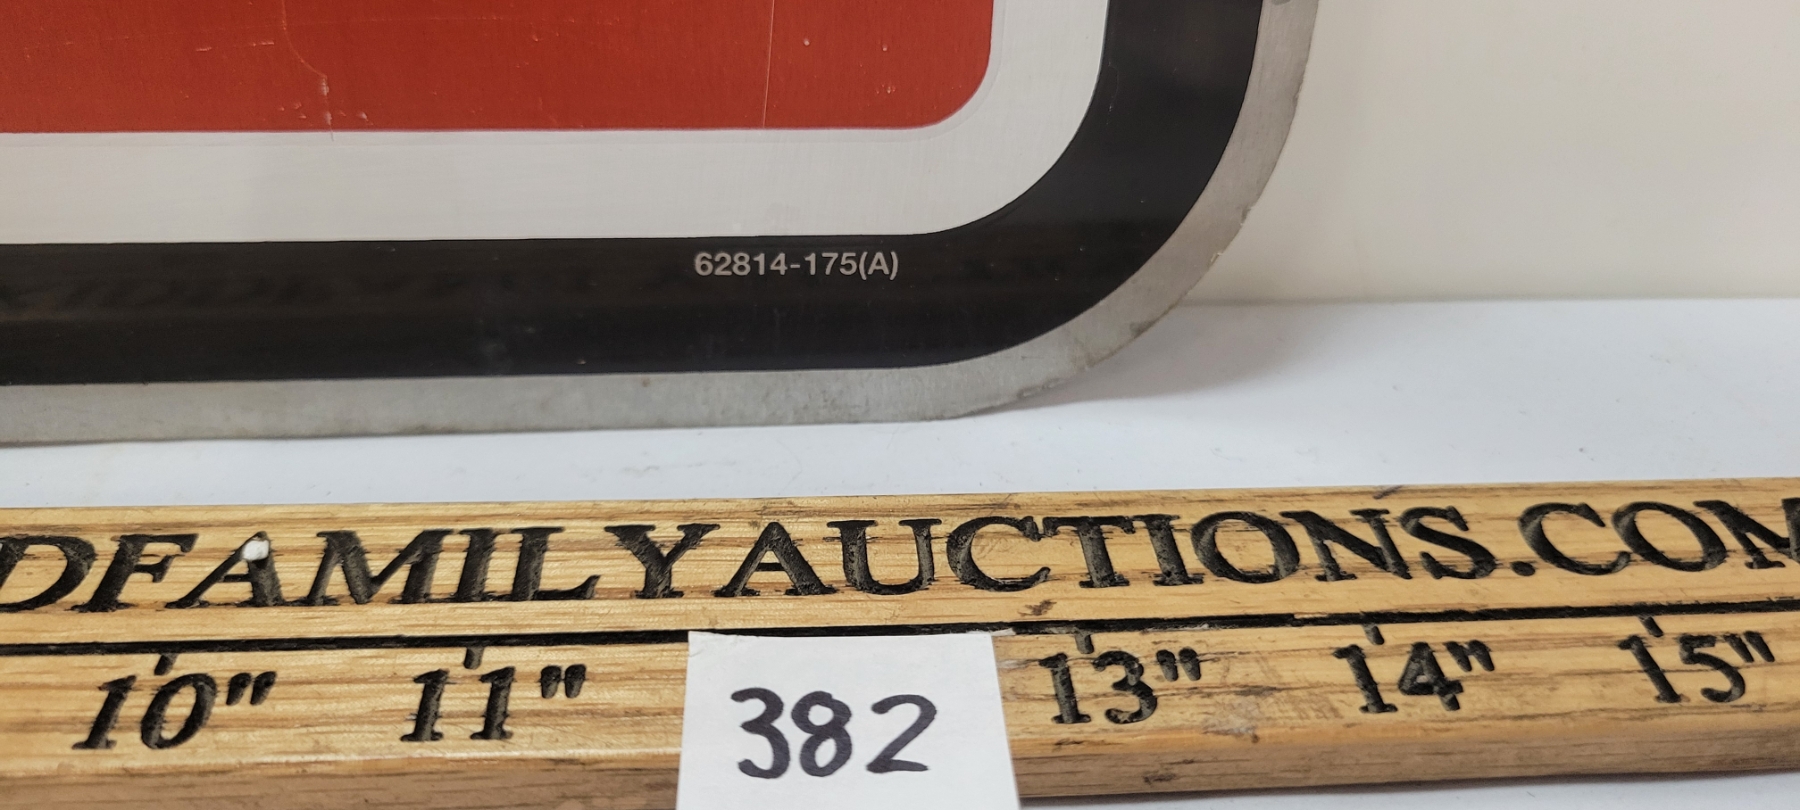 62814-175(A)
DFAMILYAUCTIONS.COM
10" 11" 13" 14" 15"
382